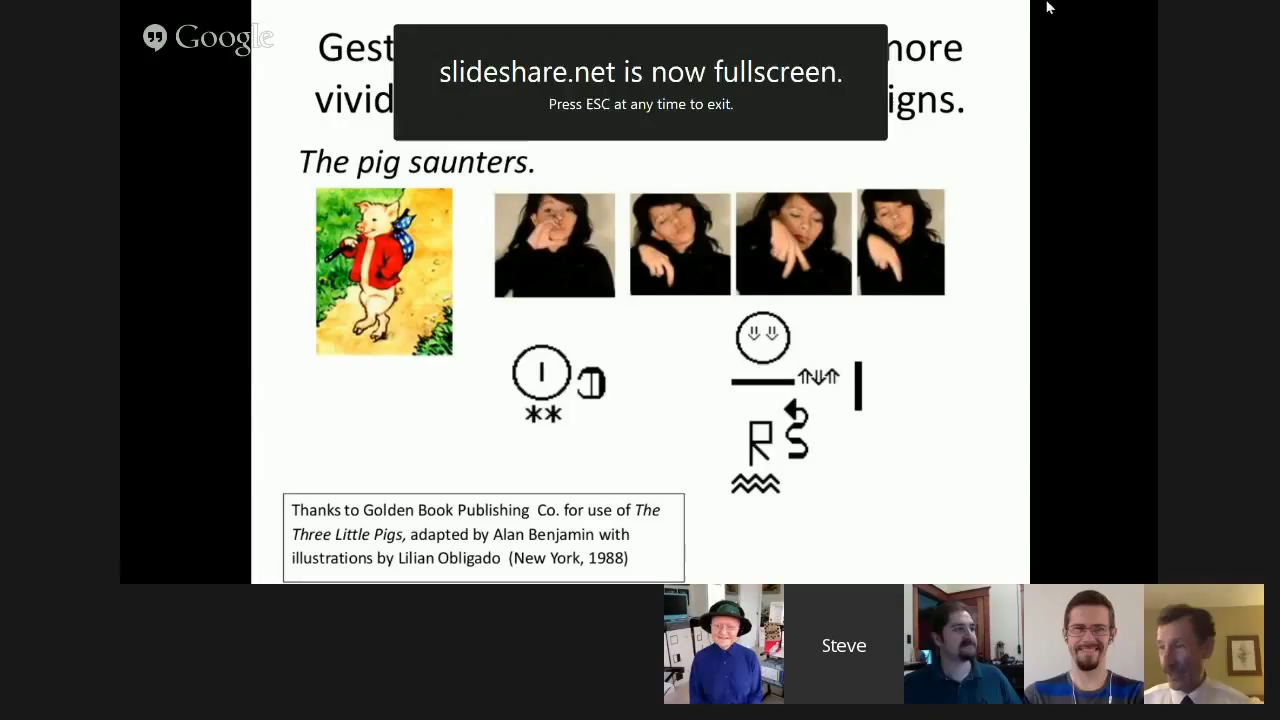 Google
Gest more
vivid igns.
slideshare.net is now fullscreen.
Press ESC at any time to exit.
The pig saunters.
Thanks to Golden Book Publishing Co. for use of The
Three Little Pigs, adapted by Alan Benjamin with
illustrations by Lilian Obligado (New York, 1988)
Steve